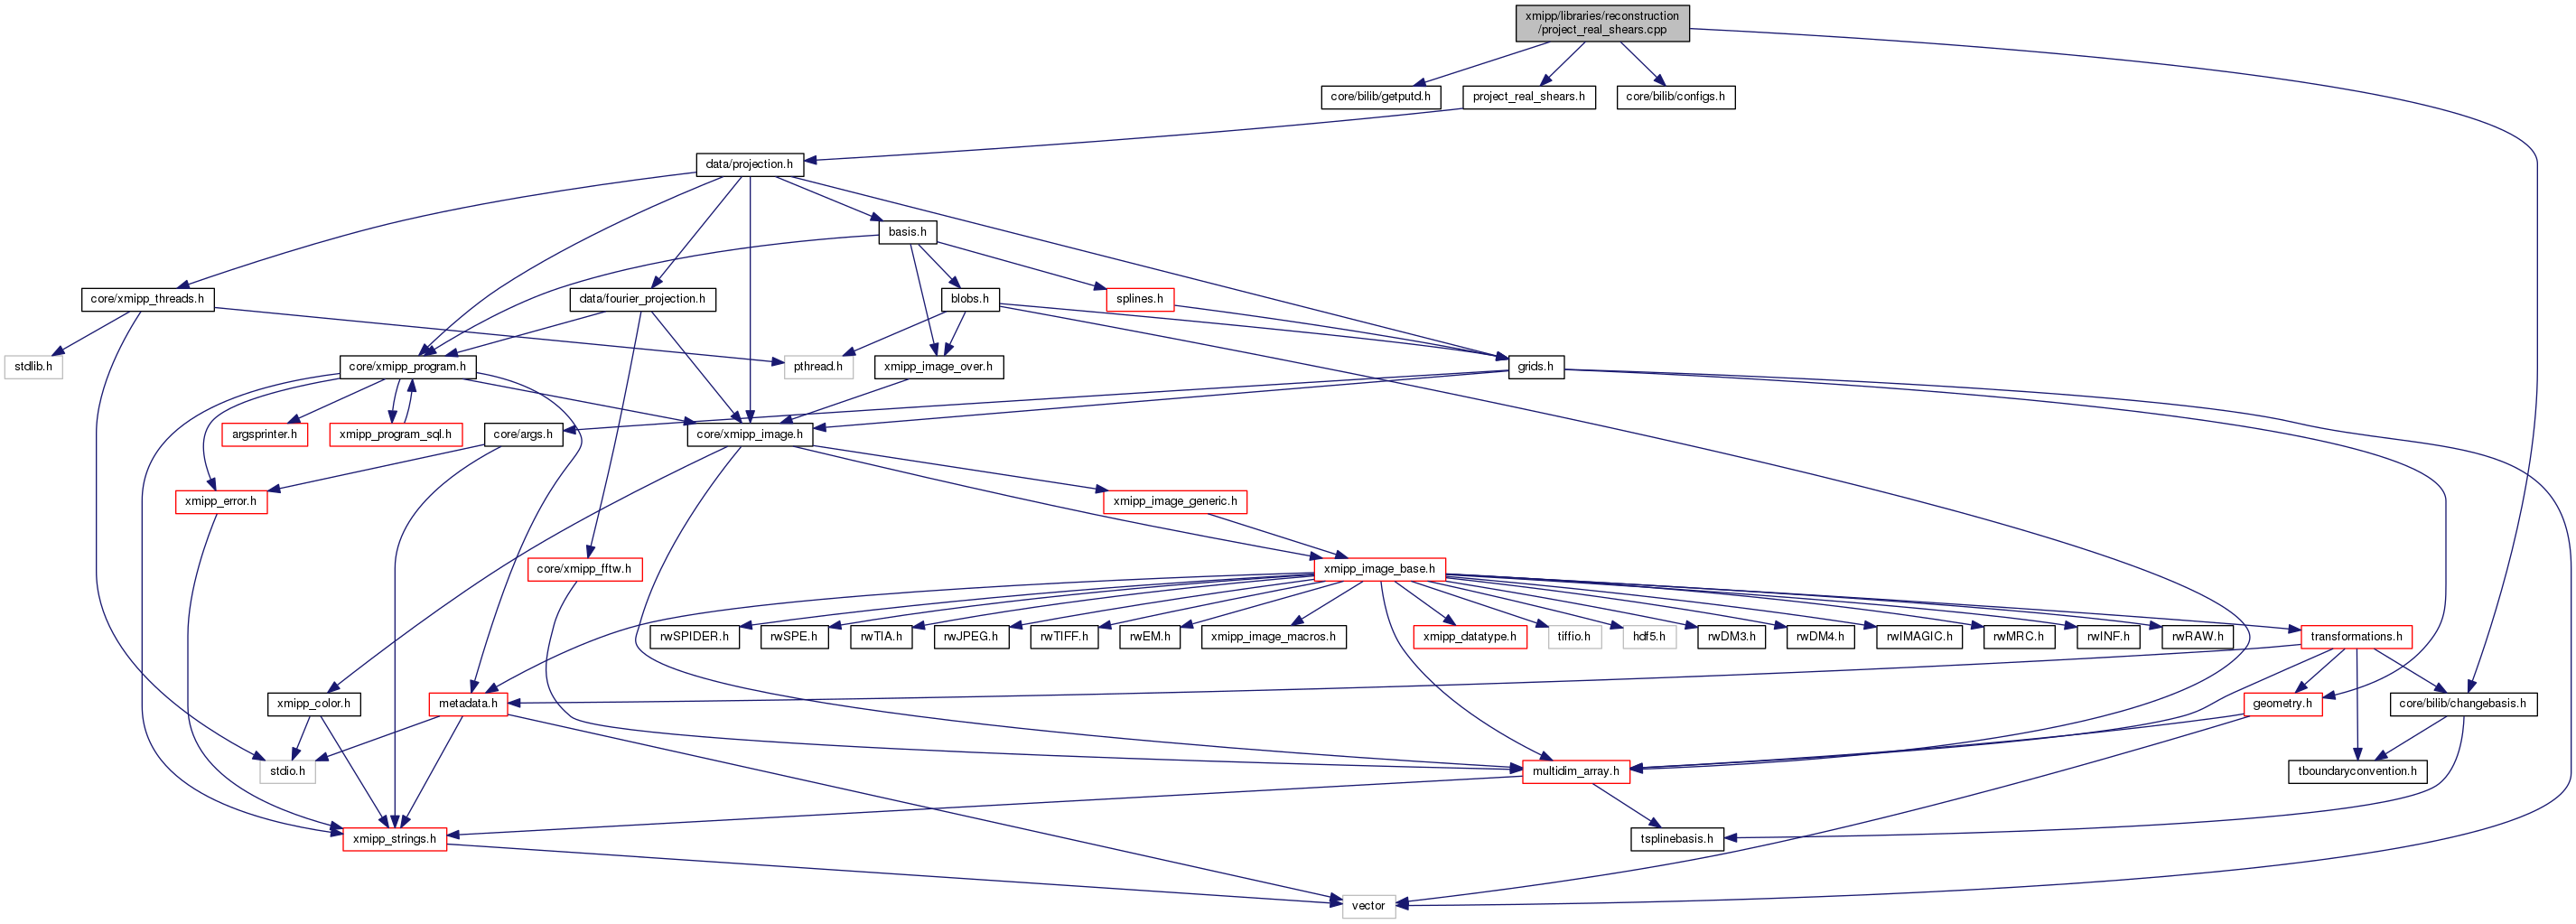 xmipp/libraries/reconstruction
/project_real_shears.cpp
core/bilib/getputd.h
project_real_shears.h
core/bilib/configs.h
data/projection.h
basis.h
core/xmipp_threads.h
data/fourier_projection.h
blobs.h
splines.h
stdlib.h
core/xmipp_program.h
pthread.h
xmipp_image_over.h
grids.h
argsprinter.h
xmipp_program_sql.h
core/args.h
core/xmipp_image.h
xmipp_error.h
xmipp_image_generic.h
core/xmipp_fftw.h
xmipp_image_base.h
rwSPIDER.h
rwSPE.h
rwTIA.h
rwJPEG.h
rwTIFF.h
rwEM.h
xmipp_image_macros.h
xmipp_datatype.h
tiffio.h
hdf5.h
rwDM3.h
rwDM4.h
rwIMAGIC.h
rwMRC.h
rwINF.h
rwRAW.h
transformations.h
xmipp_color.h
metadata.h
geometry.h
core/bilib/changebasis.h
stdio.h
multidim_array.h
tboundaryconvention.h
xmipp_strings.h
tsplinebasis.h
vector